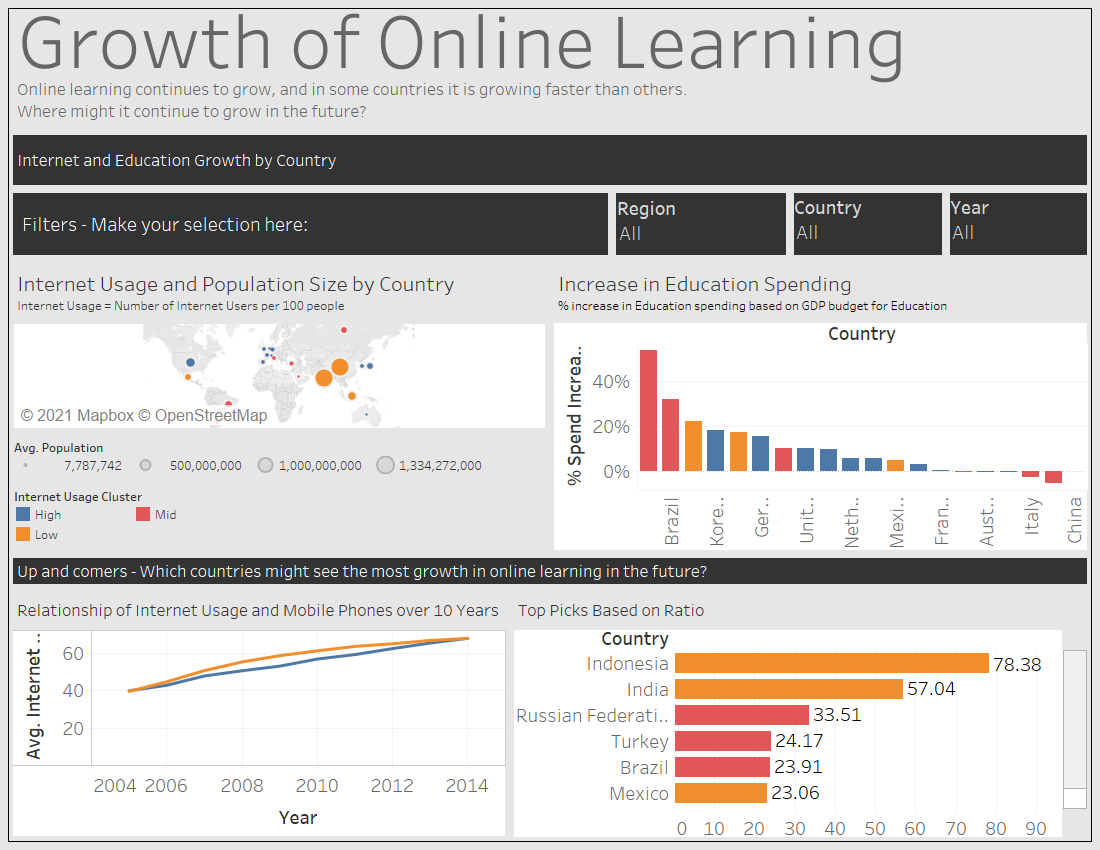 Growth of Online Learning
Online learning continues to grow, and in some countries it is growing faster than others.
Where might it continue to grow in the future?
Internet and Education Growth by Country
Filters - Make your selection here:
Region
All
Country
All
Year
All
Internet Usage and Population Size by Country
Internet Usage = Number of Internet Users per 100 people
© 2021 Mapbox © OpenStreetMap
Avg. Population
7,787,742
500,000,000
1,000,000,000
1,334,272,000
Internet Usage Cluster
High
Mid
Low
Increase in Education Spending
% increase in Education spending based on GDP budget for Education
Country
% Spend Increa..
40%
20%
0%
Brazil
Kore..
Ger..
Unit..
Neth..
Mexi..
Fran..
Aust..
Italy
China
Up and comers - Which countries might see the most growth in online learning in the future?
Relationship of Internet Usage and Mobile Phones over 10 Years
Avg. Internet ..
60
40
20
2004 2006 2008 2010 2012 2014
Year
Top Picks Based on Ratio
Country
Indonesia 78.38
India 57.04
Russian Federati.. 33.51
Turkey 24.17
Brazil 23.91
Mexico 23.06
0 10 20 30 40 50 60 70 80 90